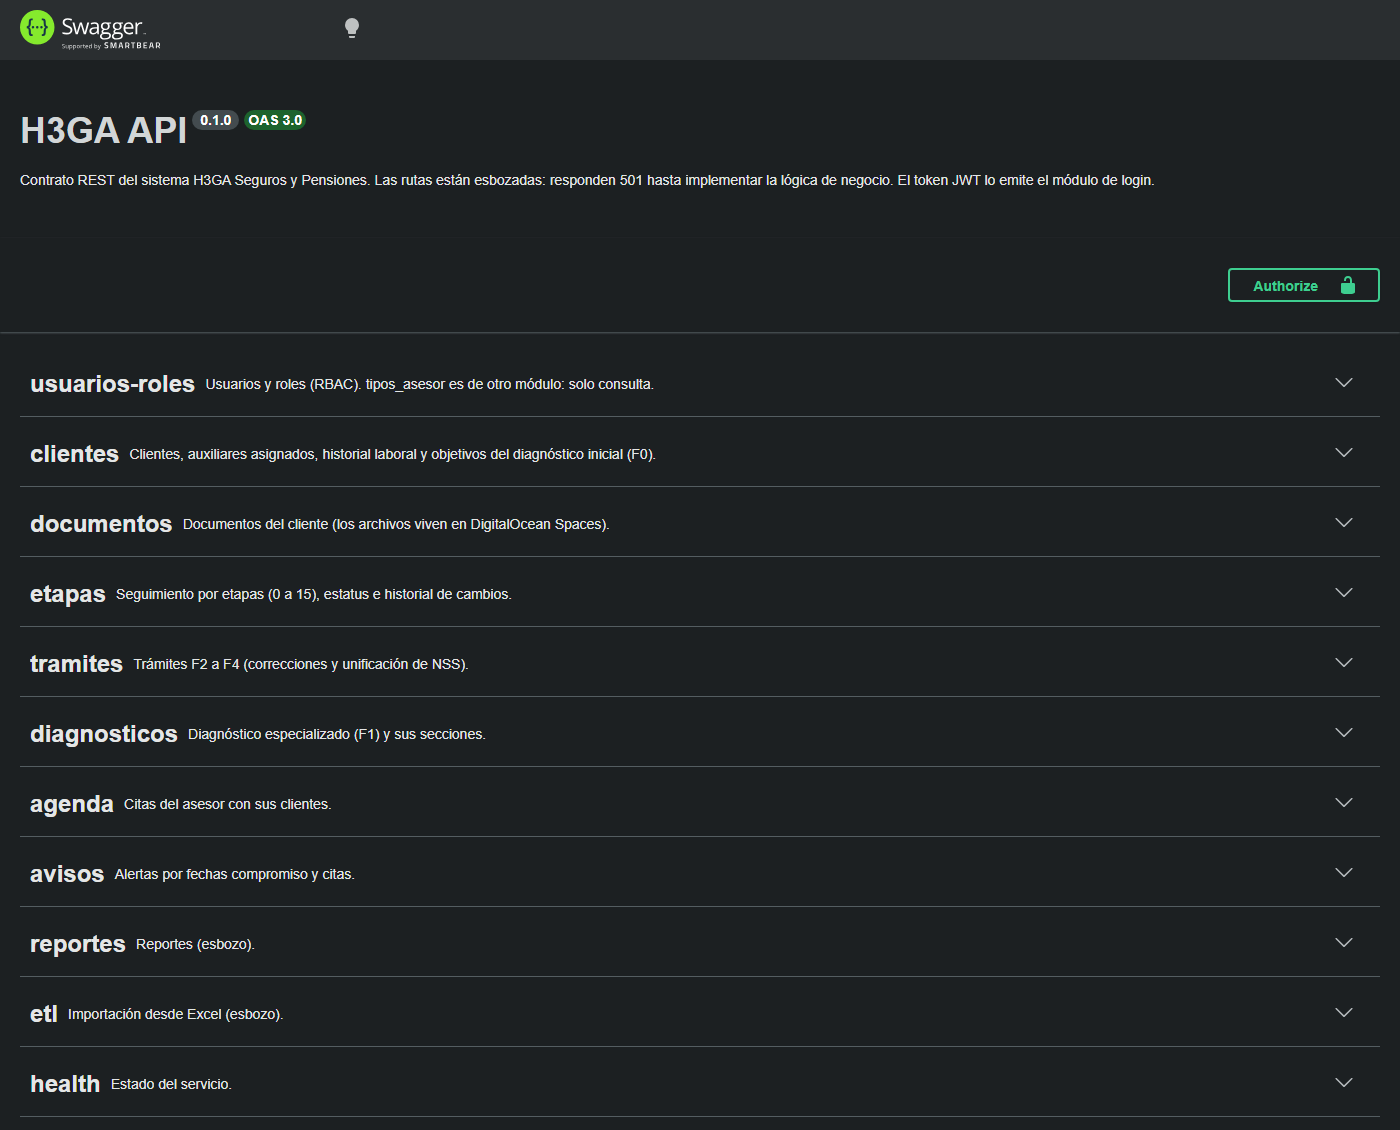 Swagger
Supported by SMARTBEAR
H3GA API 0.1.0 OAS 3.0
Contrato REST del sistema H3GA Seguros y Pensiones. Las rutas están esbozadas: responden 501 hasta implementar la lógica de negocio. El token JWT lo emite el módulo de login.
Authorize
usuarios-roles Usuarios y roles (RBAC). tipos_asesor es de otro módulo: solo consulta.
clientes Clientes, auxiliares asignados, historial laboral y objetivos del diagnóstico inicial (F0).
documentos Documentos del cliente (los archivos viven en DigitalOcean Spaces).
etapas Seguimiento por etapas (0 a 15), estatus e historial de cambios.
tramites Trámites F2 a F4 (correcciones y unificación de NSS).
diagnosticos Diagnóstico especializado (F1) y sus secciones.
agenda Citas del asesor con sus clientes.
avisos Alertas por fechas compromiso y citas.
reportes Reportes (esbozo).
etl Importación desde Excel (esbozo).
health Estado del servicio.